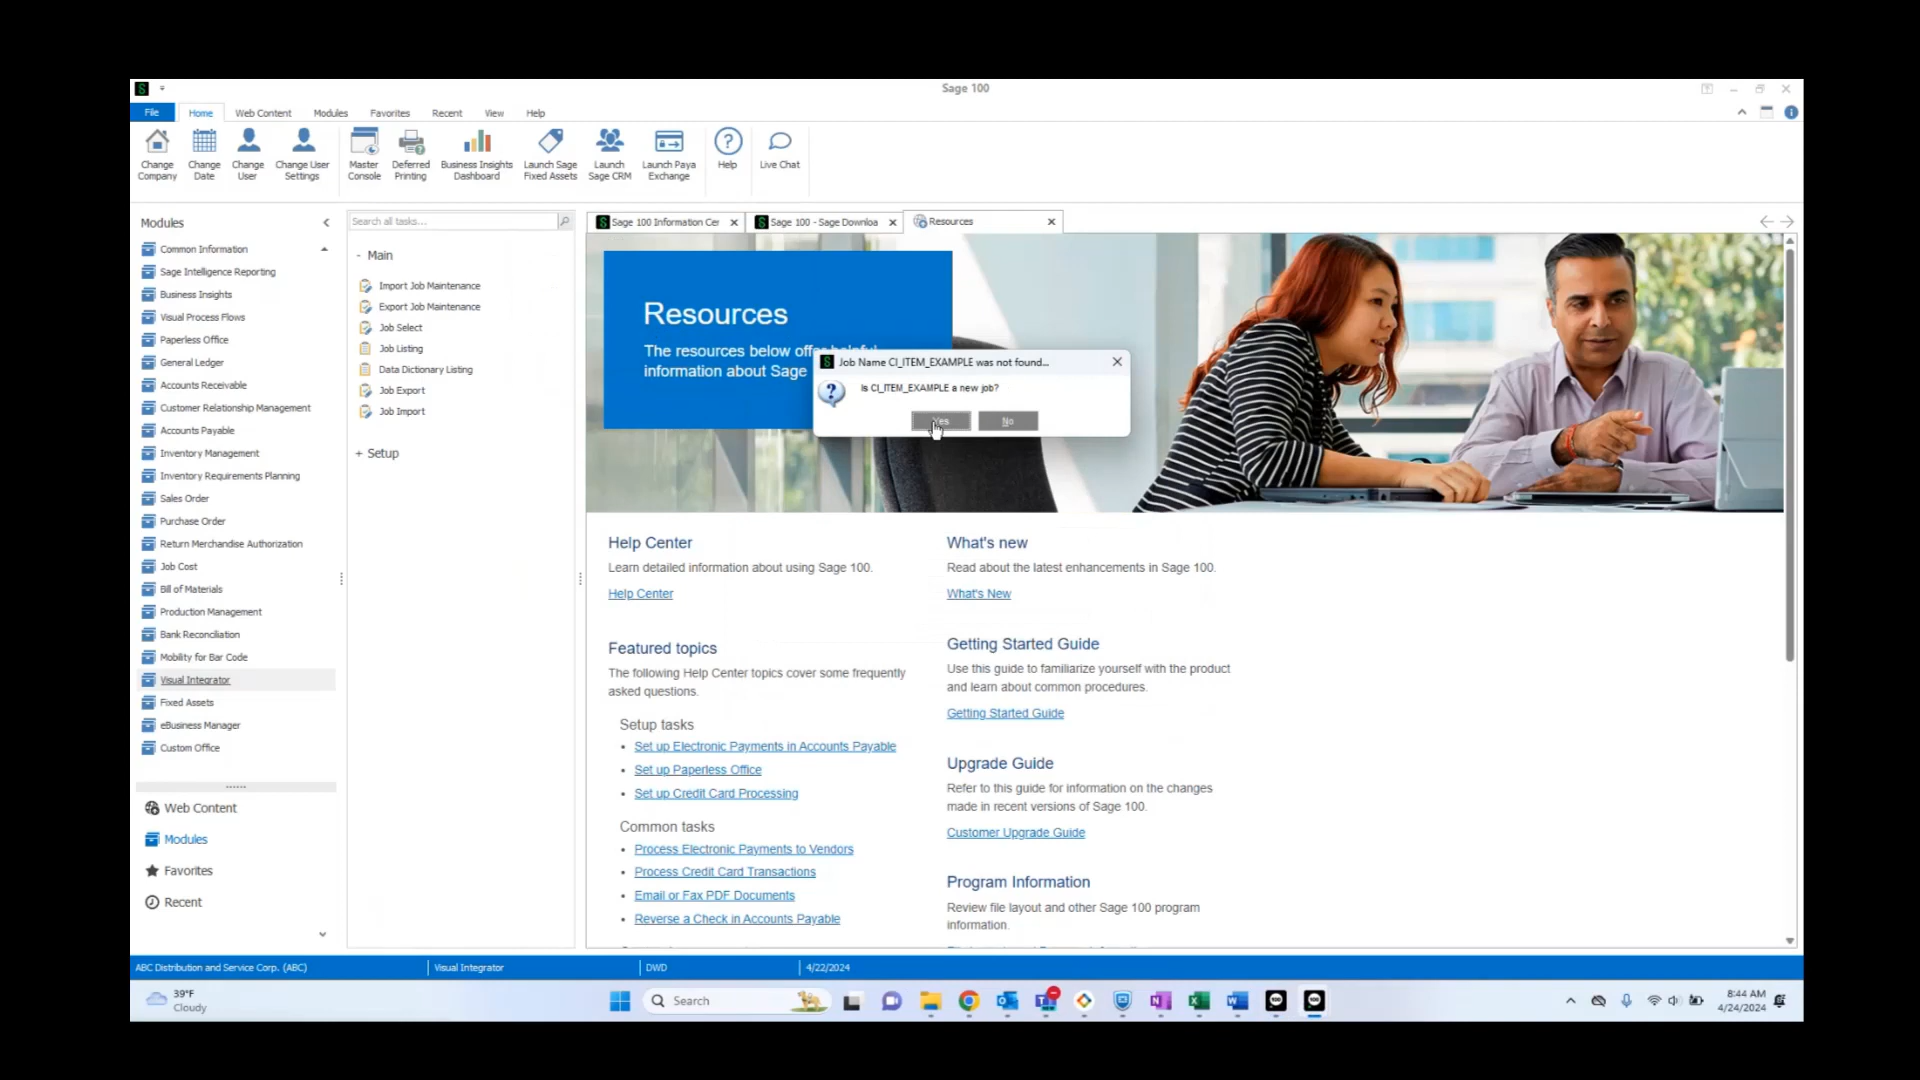 Sage 100
File Home Web Content Modules Favorites Recent View Help
Change Company
Change Date
Change User
Change User Settings
Master Console
Deferred Printing
Business Insights Dashboard
Launch Sage Fixed Assets
Launch Sage CRM
Launch Paya Exchange
Help
Live Chat
Modules
Common Information
Sage Intelligence Reporting
Business Insights
Visual Process Flows
Paperless Office
General Ledger
Accounts Receivable
Customer Relationship Management
Accounts Payable
Inventory Management
Inventory Requirements Planning
Sales Order
Purchase Order
Return Merchandise Authorization
Job Cost
Bill of Materials
Production Management
Bank Reconciliation
Mobility for Bar Code
Visual Integrator
Fixed Assets
eBusiness Manager
Custom Office
Web Content
Modules
Favorites
Recent
Search all tasks...
- Main
Import Job Maintenance
Export Job Maintenance
Job Select
Job Listing
Data Dictionary Listing
Job Export
Job Import
+ Setup
Sage 100 Information Cer
Sage 100 - Sage Downloa
Resources
Resources
The resources below offer helpful
information about Sage
Job Name CI_ITEM_EXAMPLE was not found...
Is CI_ITEM_EXAMPLE a new job?
Yes No
Help Center
Learn detailed information about using Sage 100.
Help Center
Featured topics
The following Help Center topics cover some frequently
asked questions.
Setup tasks
• Set up Electronic Payments in Accounts Payable
• Set up Paperless Office
• Set up Credit Card Processing
Common tasks
• Process Electronic Payments to Vendors
• Process Credit Card Transactions
• Email or Fax PDF Documents
• Reverse a Check in Accounts Payable
What's new
Read about the latest enhancements in Sage 100.
What's New
Getting Started Guide
Use this guide to familiarize yourself with the product
and learn about common procedures.
Getting Started Guide
Upgrade Guide
Refer to this guide for information on the changes
made in recent versions of Sage 100.
Customer Upgrade Guide
Program Information
Review file layout and other Sage 100 program
information.
ABC Distribution and Service Corp. (ABC) Visual Integrator DWD 4/22/2024
39°F
Cloudy
Search
8:44 AM
4/24/2024